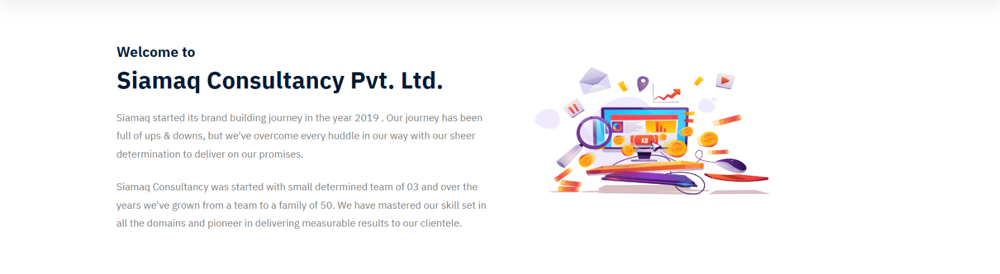 Welcome to
Siamaq Consultancy Pvt. Ltd.
Siamaq started its brand building journey in the year 2019 . Our journey has been
full of ups & downs, but we've overcome every huddle in our way with our sheer
determination to deliver on our promises.
Siamaq Consultancy was started with small determined team of 03 and over the
years we've grown from a team to a family of 50. We have mastered our skill set in
all the domains and pioneer in delivering measurable results to our clientele.
AD